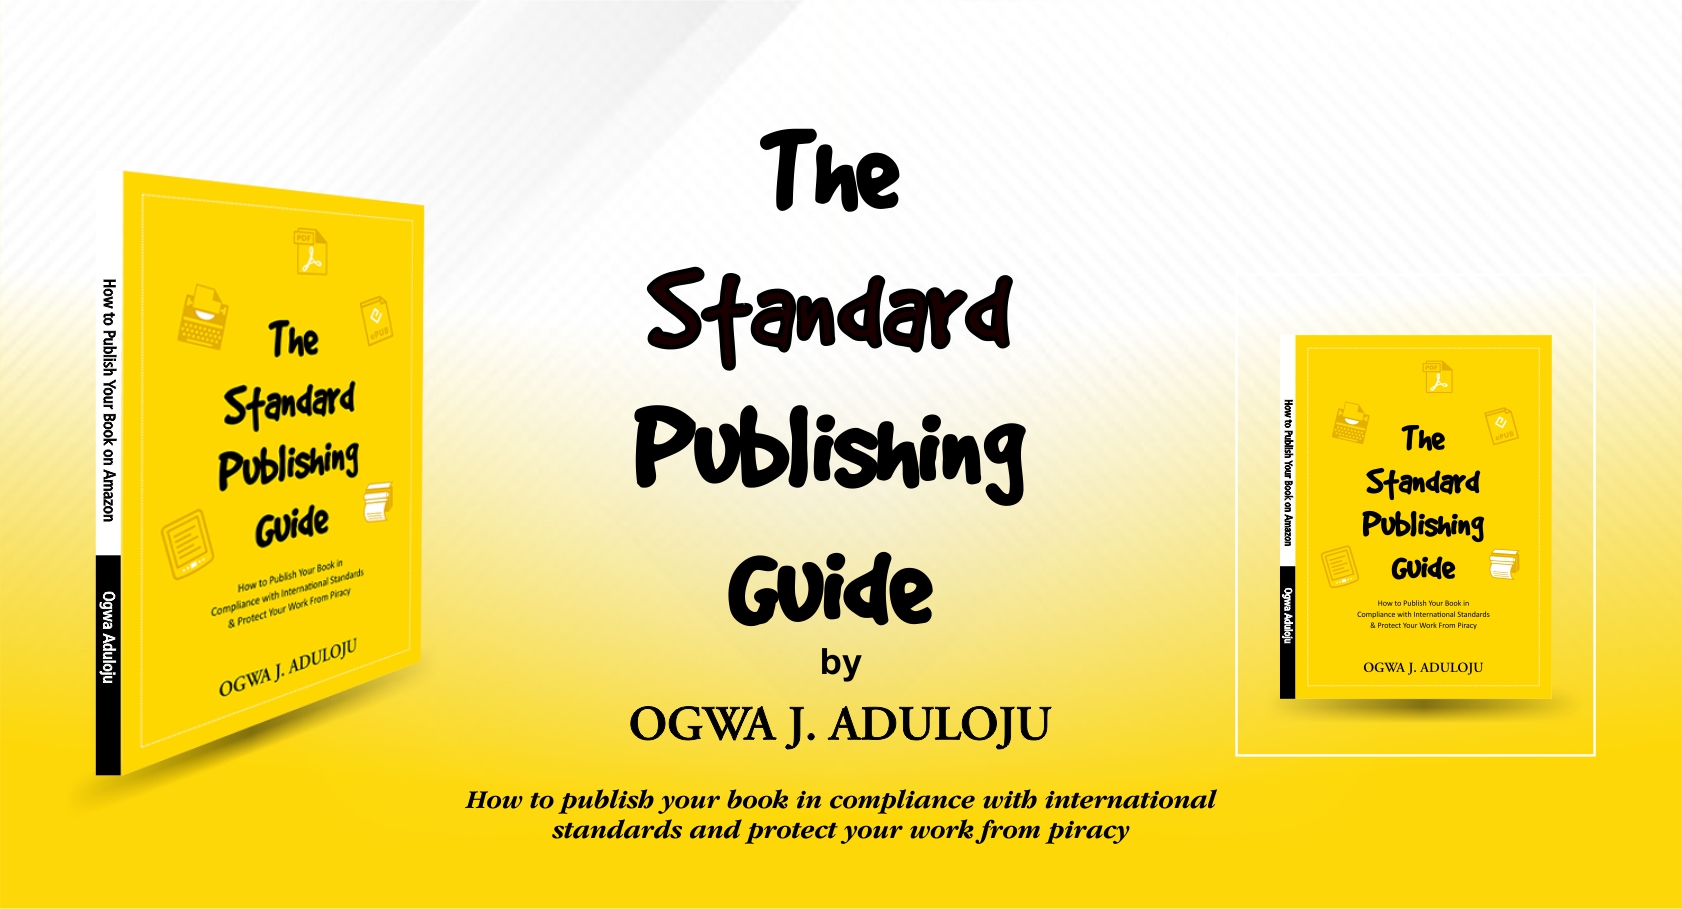 How to Publish Your Book on Amazon
Ogwa Aduloju
PDF
ePUB
The
Standard
Publishing
Guide
How to Publish Your Book in
Compliance with International Standards
& Protect Your Work From Piracy
OGWA J. ADULOJU
The
Standard
Publishing
Guide
by
OGWA J. ADULOJU
How to publish your book in compliance with international
standards and protect your work from piracy
How to Publish Your Book on Amazon
Ogwa Aduloju
PDF
ePUB
The
Standard
Publishing
Guide
How to Publish Your Book in
Compliance with International Standards
& Protect Your Work From Piracy
OGWA J. ADULOJU